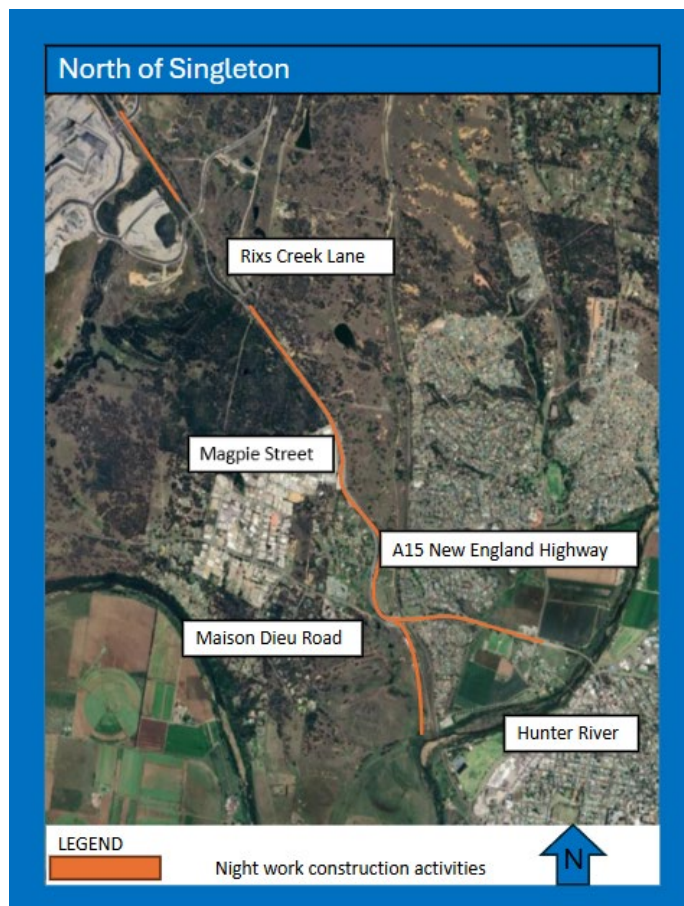 North of Singleton
Rixs Creek Lane
Magpie Street
A15 New England Highway
Maison Dieu Road
Hunter River
LEGEND
Night work construction activities
N